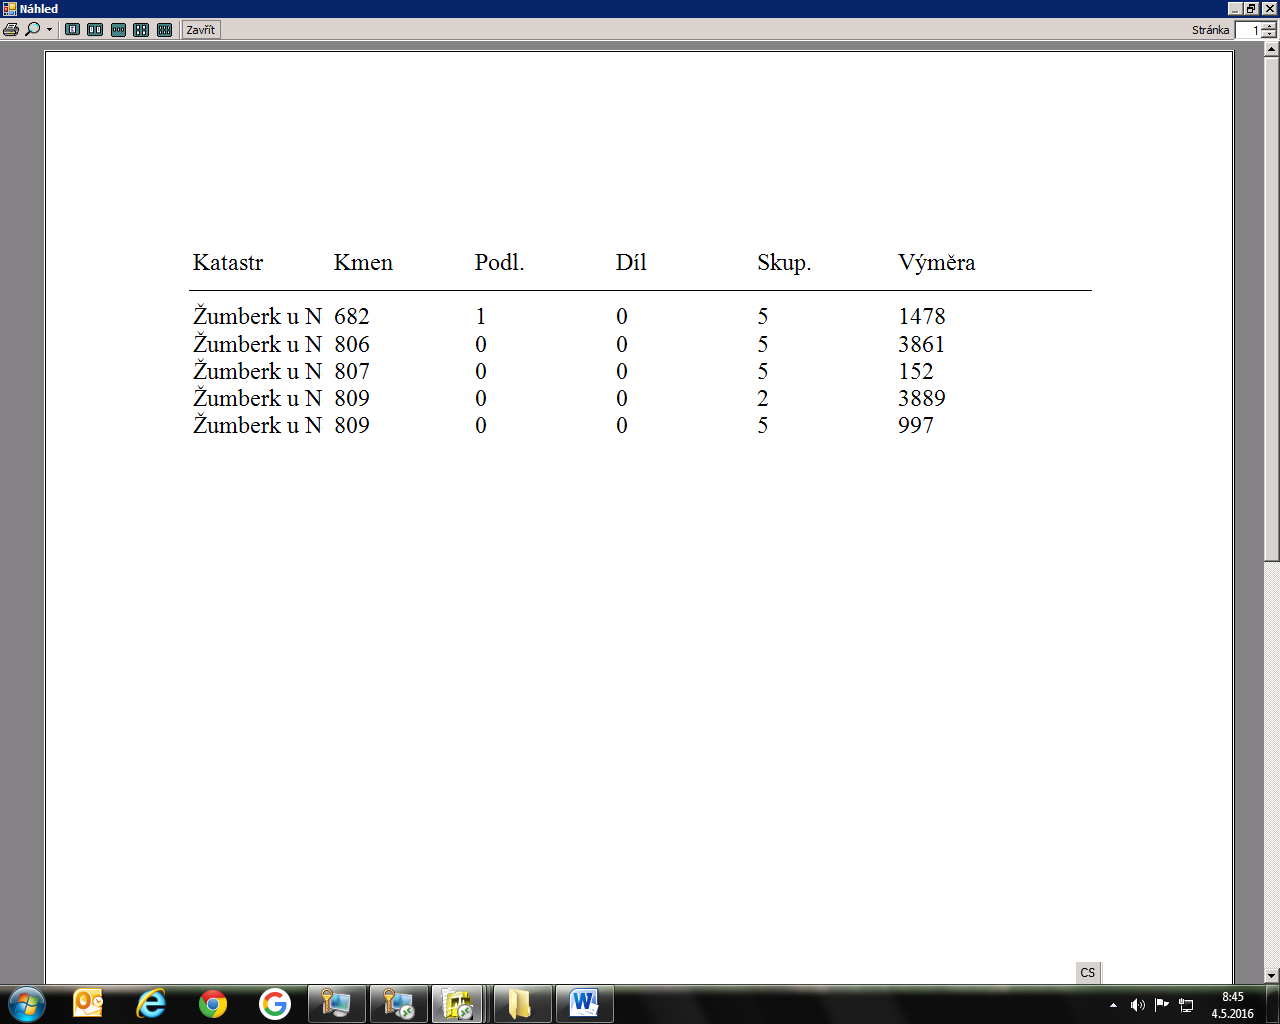 Náhled
Zavřít
Stránka 1
Katastr Kmen Podl. Díl Skup. Výměra
Žumberk u N 682 1 0 5 1478
Žumberk u N 806 0 0 5 3861
Žumberk u N 807 0 0 5 152
Žumberk u N 809 0 0 2 3889
Žumberk u N 809 0 0 5 997
CS
8:45
4.5.2016